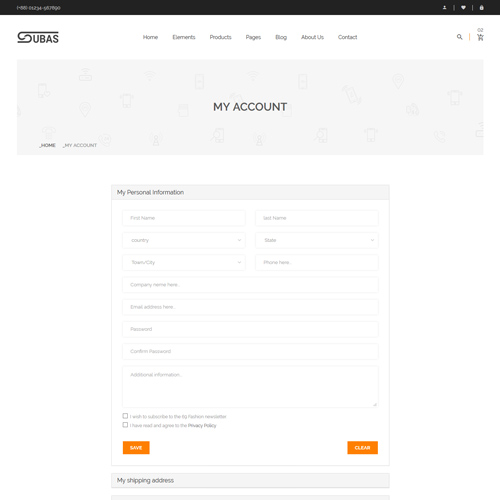 (+88) 01234-567890
SUBAS
Home Elements Products Pages Blog About Us Contact
02
MY ACCOUNT
_HOME _MY ACCOUNT
My Personal Information
First Name last Name
country State
Town/City Phone here...
Company name here...
Email address here...
Password
Confirm Password
Additional information...
I wish to subscribe to the 69 Fashion newsletter.
I have read and agree to the Privacy Policy
SAVE CLEAR
My shipping address